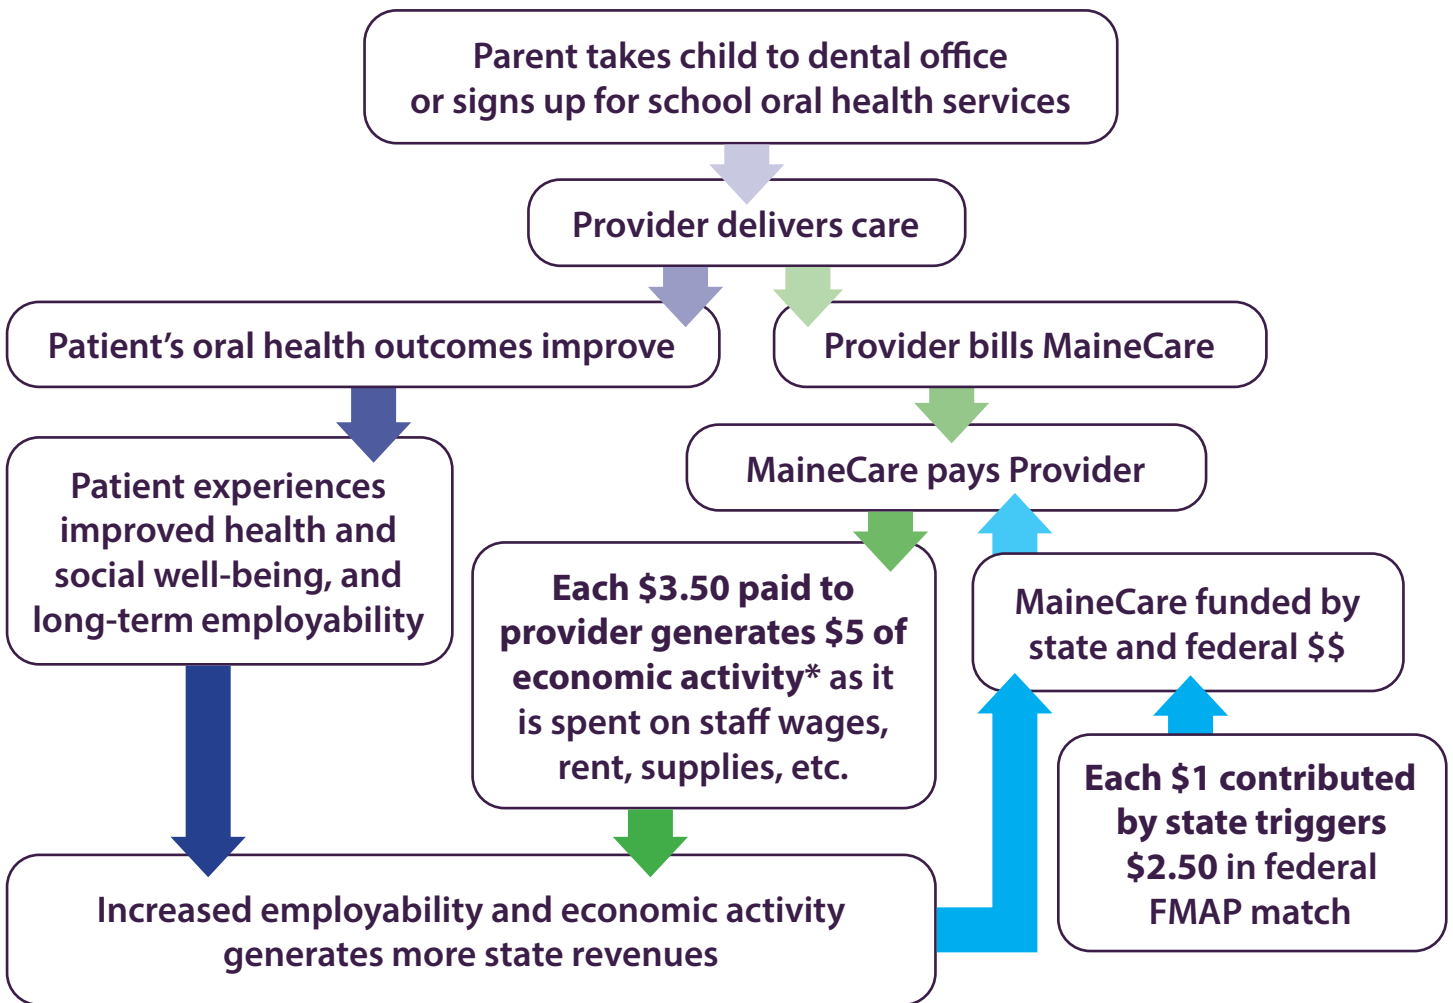 Parent takes child to dental office
or signs up for school oral health services
Provider delivers care
Patient’s oral health outcomes improve
Provider bills MaineCare
Patient experiences
improved health and
social well-being, and
long-term employability
MaineCare pays Provider
Each $3.50 paid to
provider generates $5 of
economic activity* as it
is spent on staff wages,
rent, supplies, etc.
MaineCare funded by
state and federal $$
Each $1 contributed
by state triggers
$2.50 in federal
FMAP match
Increased employability and economic activity
generates more state revenues